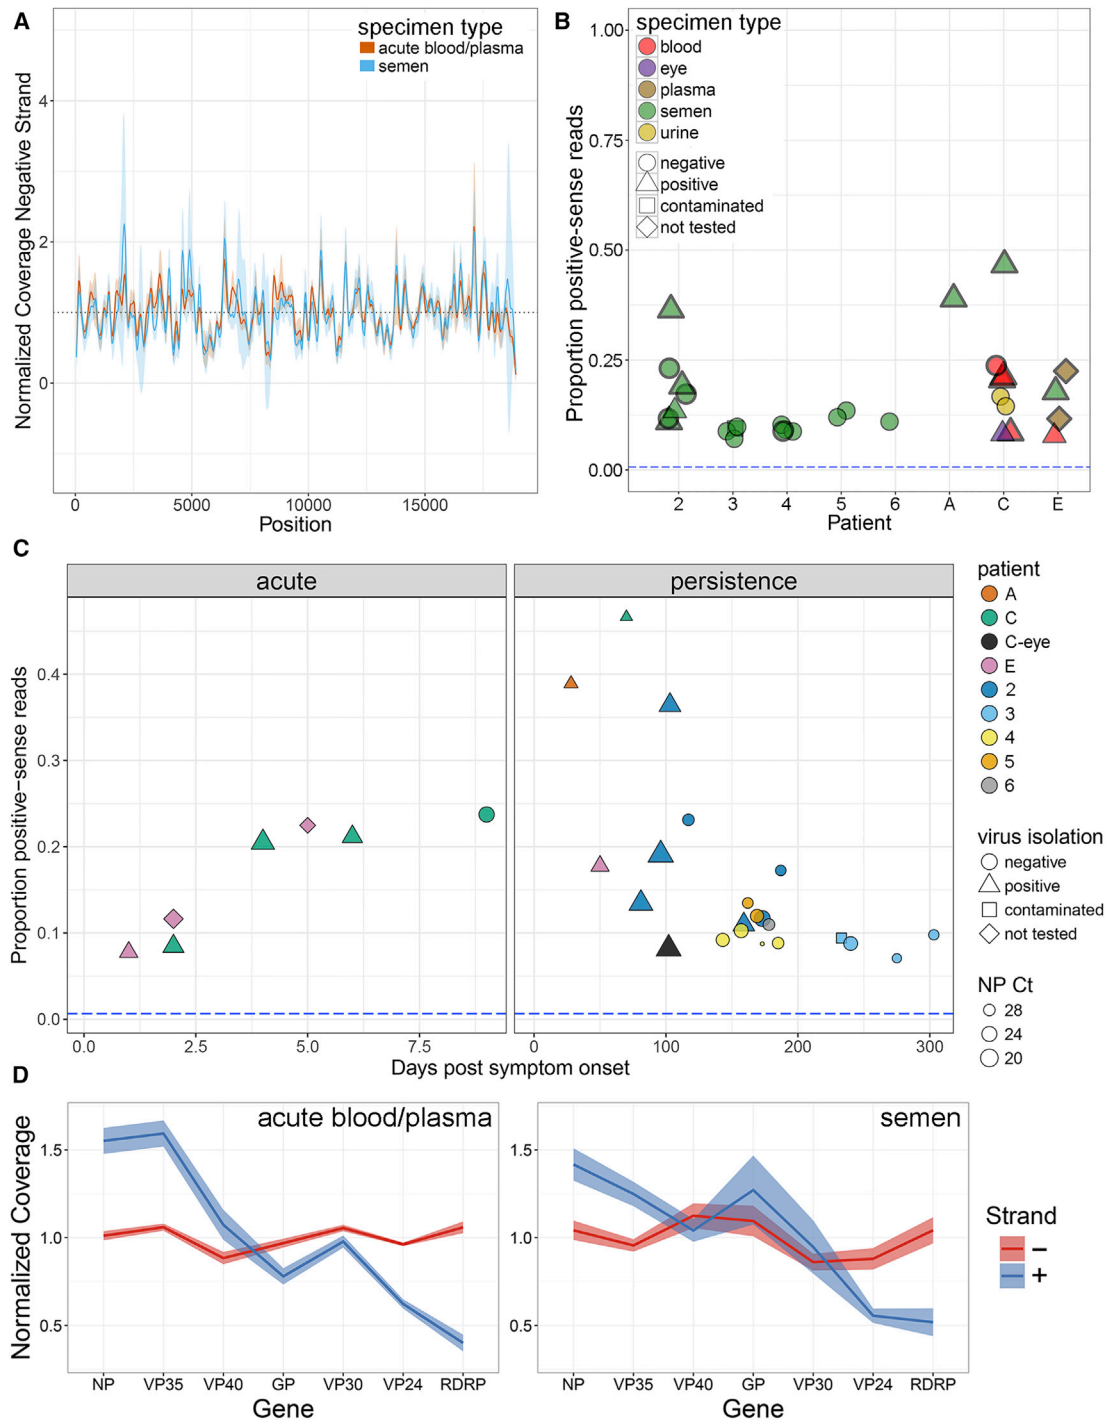 A
specimen type
acute blood/plasma
semen
Normalized Coverage Negative Strand
4
2
0
0 5000 10000 15000
Position
B
specimen type
blood
eye
plasma
semen
urine
negative
positive
contaminated
not tested
Proportion positive-sense reads
1.00
0.75
0.50
0.25
0.00
2 3 4 5 6 A C E
Patient
C
acute persistence
Proportion positive-sense reads
0.4
0.3
0.2
0.1
0.0
0.0 2.5 5.0 7.5 0 100 200 300
Days post symptom onset
patient
A
C
C-eye
E
2
3
4
5
6
virus isolation
negative
positive
contaminated
not tested
NP Ct
28
24
20
D
acute blood/plasma semen
Normalized Coverage
1.5 1.5
1.0 1.0
0.5 0.5
NP VP35 VP40 GP VP30 VP24 RDRP NP VP35 VP40 GP VP30 VP24 RDRP
Gene Gene
Strand
−
+